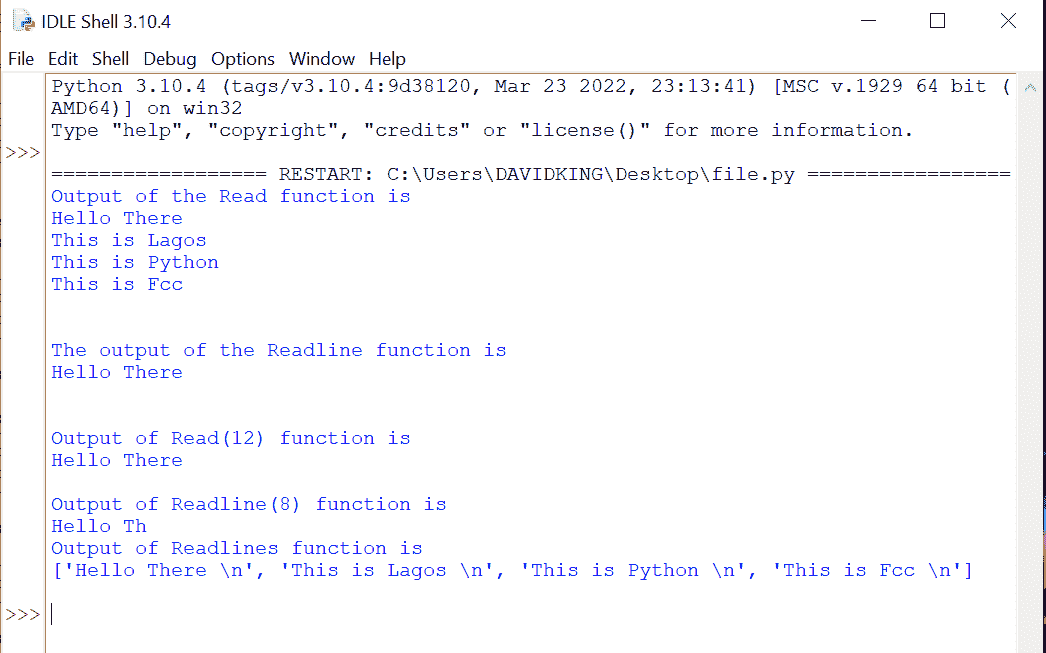 IDLE Shell 3.10.4
File Edit Shell Debug Options Window Help
Python 3.10.4 (tags/v3.10.4:9d38120, Mar 23 2022, 23:13:41) [MSC v.1929 64 bit (
AMD64)] on win32
Type "help", "copyright", "credits" or "license()" for more information.
>>>
================== RESTART: C:\Users\DAVIDKING\Desktop\file.py =================
Output of the Read function is
Hello There
This is Lagos
This is Python
This is Fcc
The output of the Readline function is
Hello There
Output of Read(12) function is
Hello There
Output of Readline(8) function is
Hello Th
Output of Readlines function is
['Hello There \n', 'This is Lagos \n', 'This is Python \n', 'This is Fcc \n']
>>>